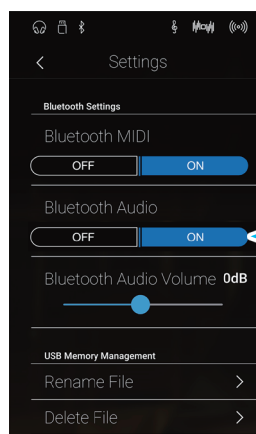 Settings
Bluetooth Settings
Bluetooth MIDI
OFF ON
Bluetooth Audio
OFF ON
Bluetooth Audio Volume 0dB
USB Memory Management
Rename File
Delete File